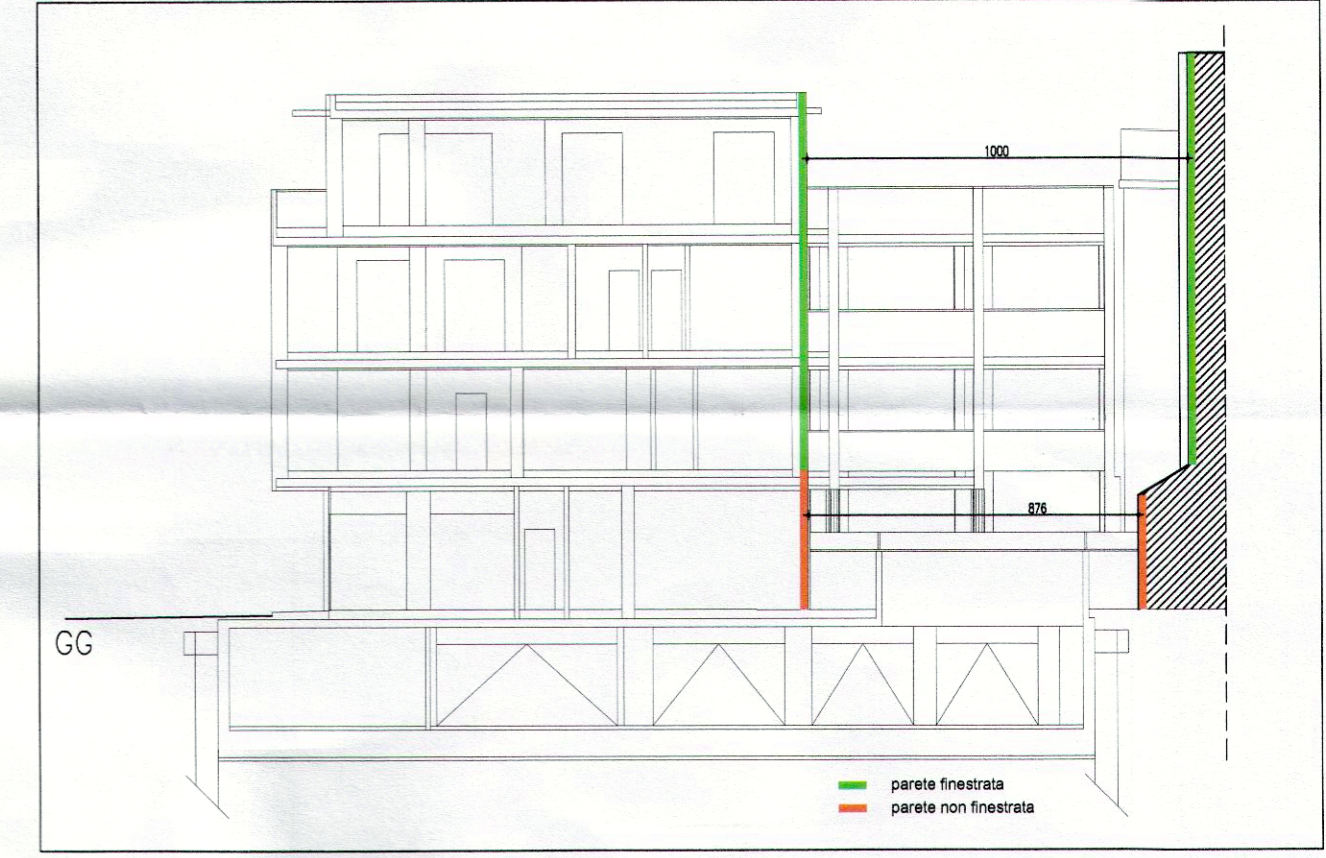 1000
876
GG
parete finestrata
parete non finestrata